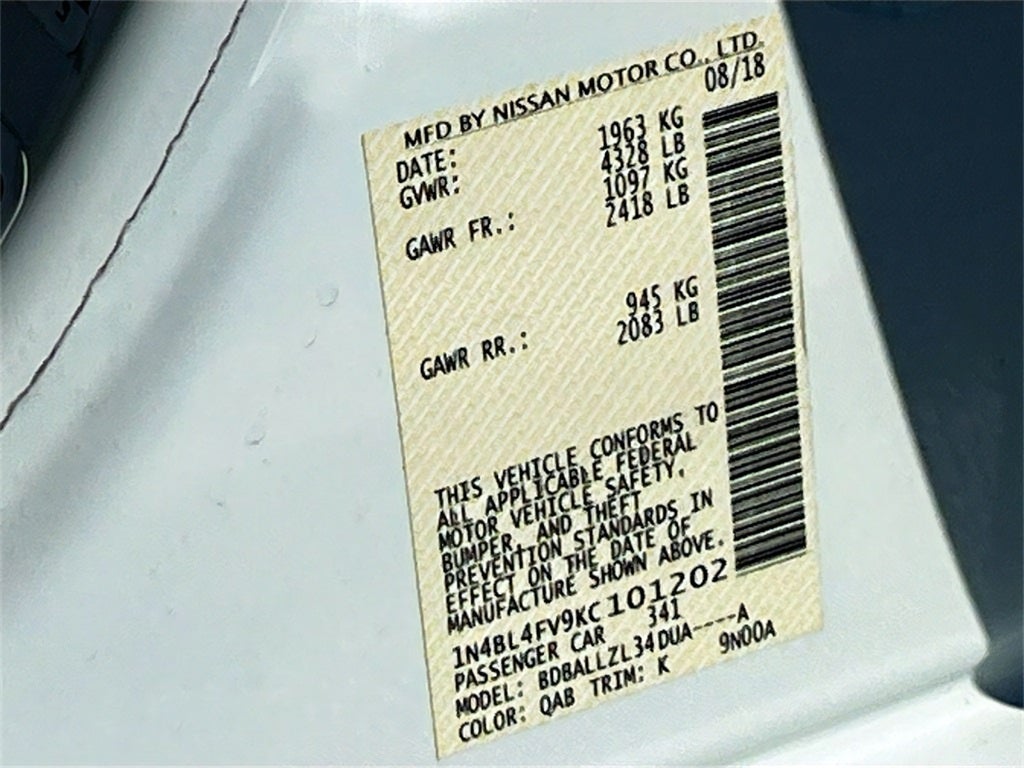 MFD BY NISSAN MOTOR CO., LTD.
DATE: 08/18
GVWR: 1963 KG
4328 LB
GAWR FR.: 1097 KG
2418 LB
GAWR RR.: 945 KG
2083 LB
THIS VEHICLE CONFORMS TO
ALL APPLICABLE FEDERAL
MOTOR VEHICLE SAFETY,
BUMPER, AND THEFT
PREVENTION STANDARDS IN
EFFECT ON THE DATE OF
MANUFACTURE SHOWN ABOVE.
1N4BL4FV9KC101202
PASSENGER CAR 341
MODEL: BDBALLZL34DUA----A
COLOR: QAB TRIM: K 9N00A